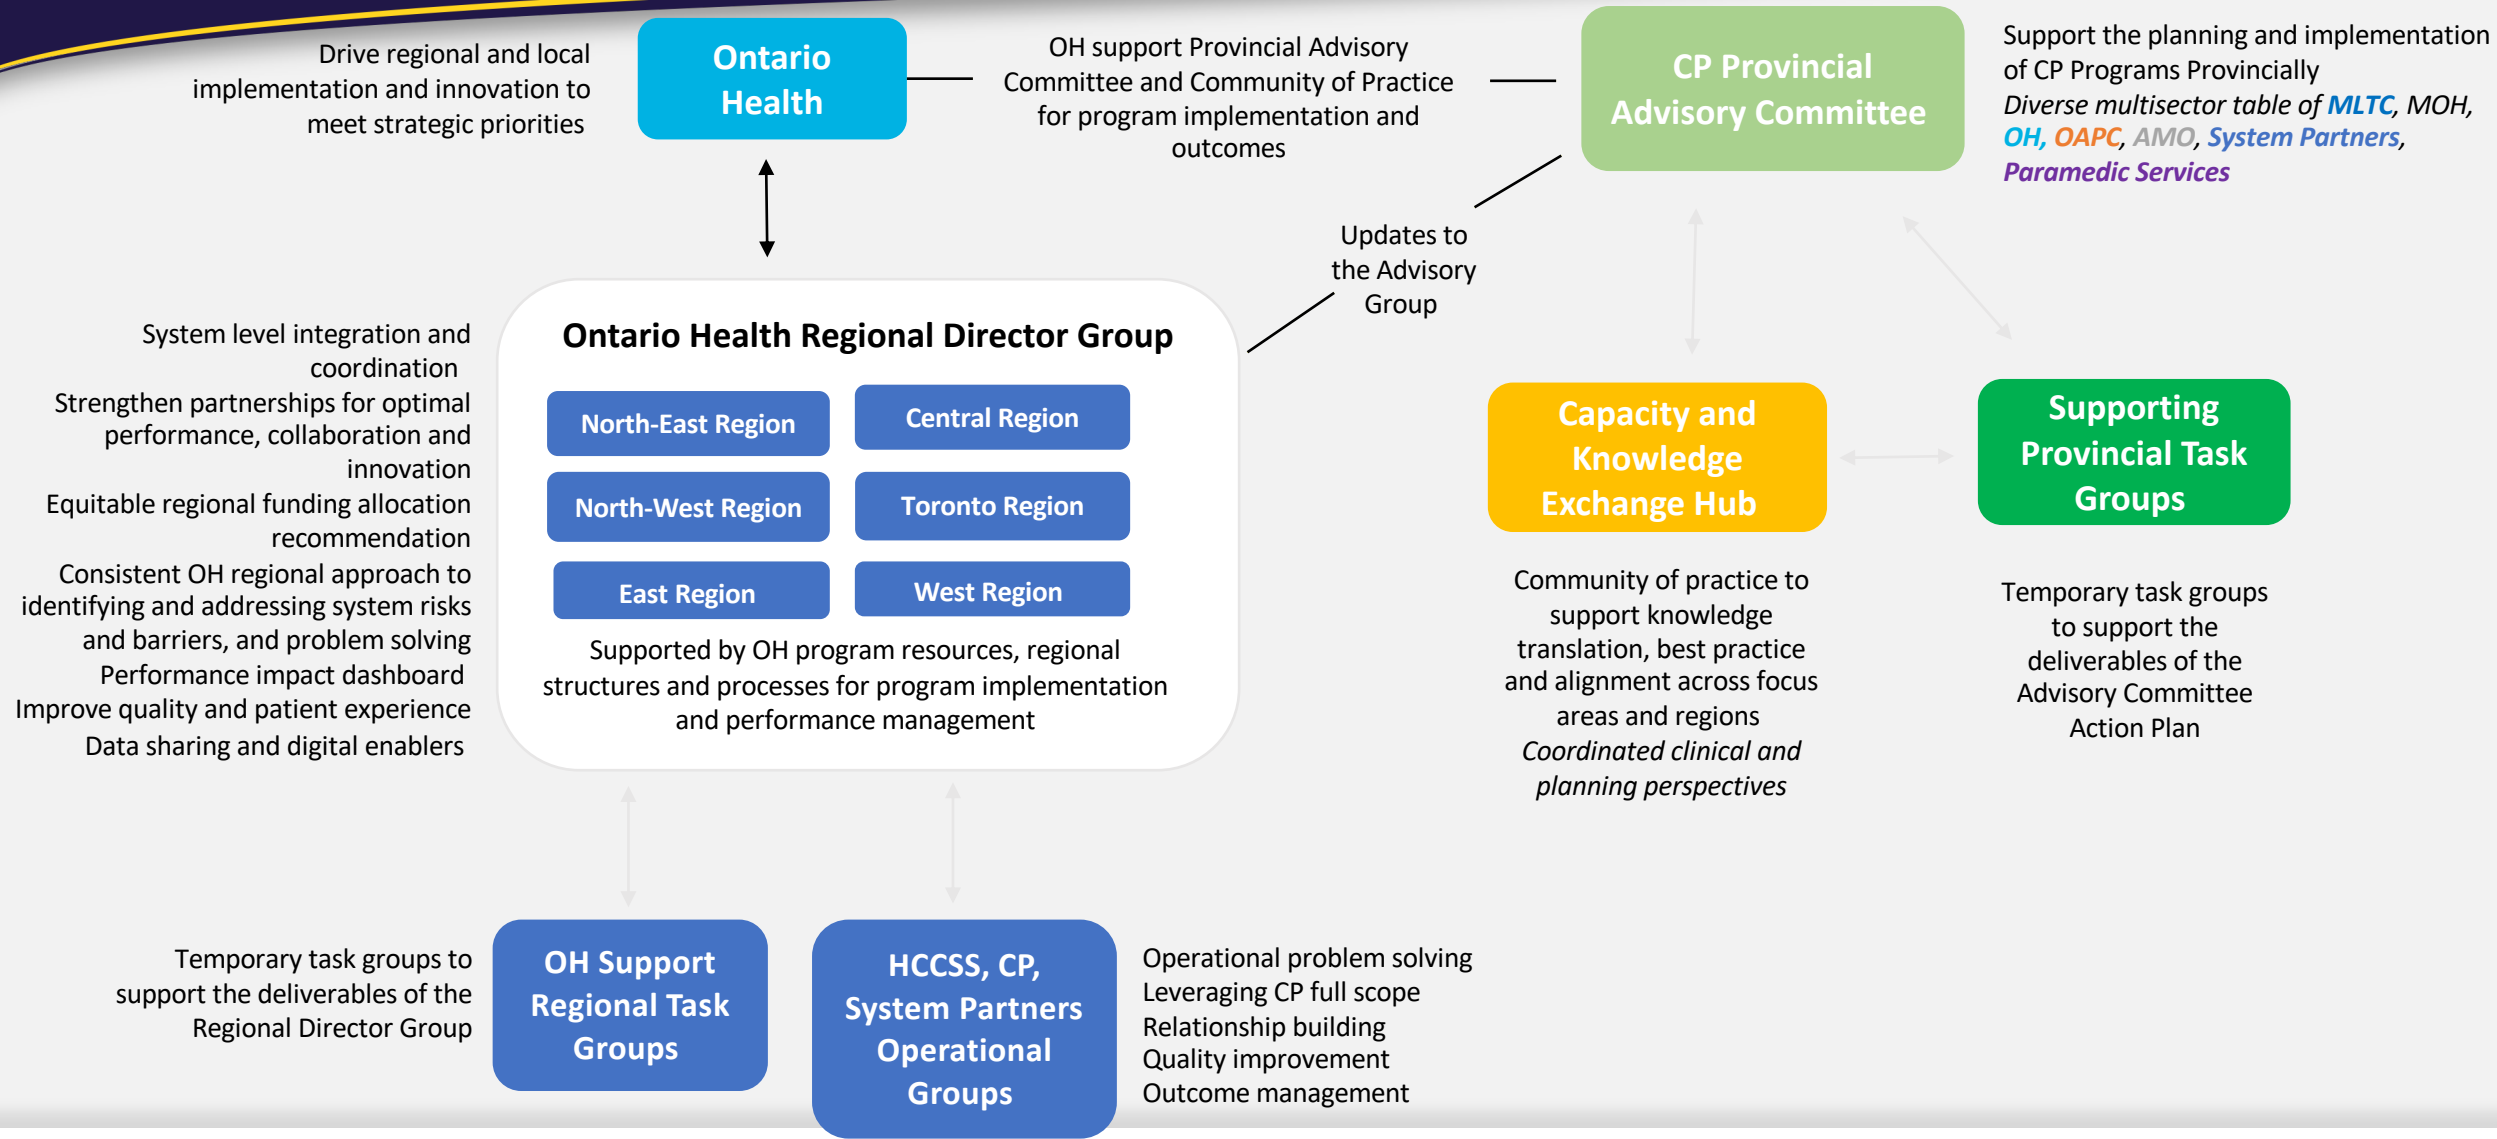 Drive regional and local
implementation and innovation to
meet strategic priorities
Ontario
Health
OH support Provincial Advisory
Committee and Community of Practice
for program implementation and
outcomes
CP Provincial
Advisory Committee
Support the planning and implementation
of CP Programs Provincially
Diverse multisector table of MLTC, MOH,
OH, OAPC, AMO, System Partners,
Paramedic Services
Updates to
the Advisory
Group
System level integration and
coordination
Strengthen partnerships for optimal
performance, collaboration and
innovation
Equitable regional funding allocation
recommendation
Consistent OH regional approach to
identifying and addressing system risks
and barriers, and problem solving
Performance impact dashboard
Improve quality and patient experience
Data sharing and digital enablers
Ontario Health Regional Director Group
North-East Region
Central Region
North-West Region
Toronto Region
East Region
West Region
Supported by OH program resources, regional
structures and processes for program implementation
and performance management
Capacity and
Knowledge
Exchange Hub
Community of practice to
support knowledge
translation, best practice
and alignment across focus
areas and regions
Coordinated clinical and
planning perspectives
Supporting
Provincial Task
Groups
Temporary task groups
to support the
deliverables of the
Advisory Committee
Action Plan
Temporary task groups to
support the deliverables of the
Regional Director Group
OH Support
Regional Task
Groups
HCCSS, CP,
System Partners
Operational
Groups
Operational problem solving
Leveraging CP full scope
Relationship building
Quality improvement
Outcome management